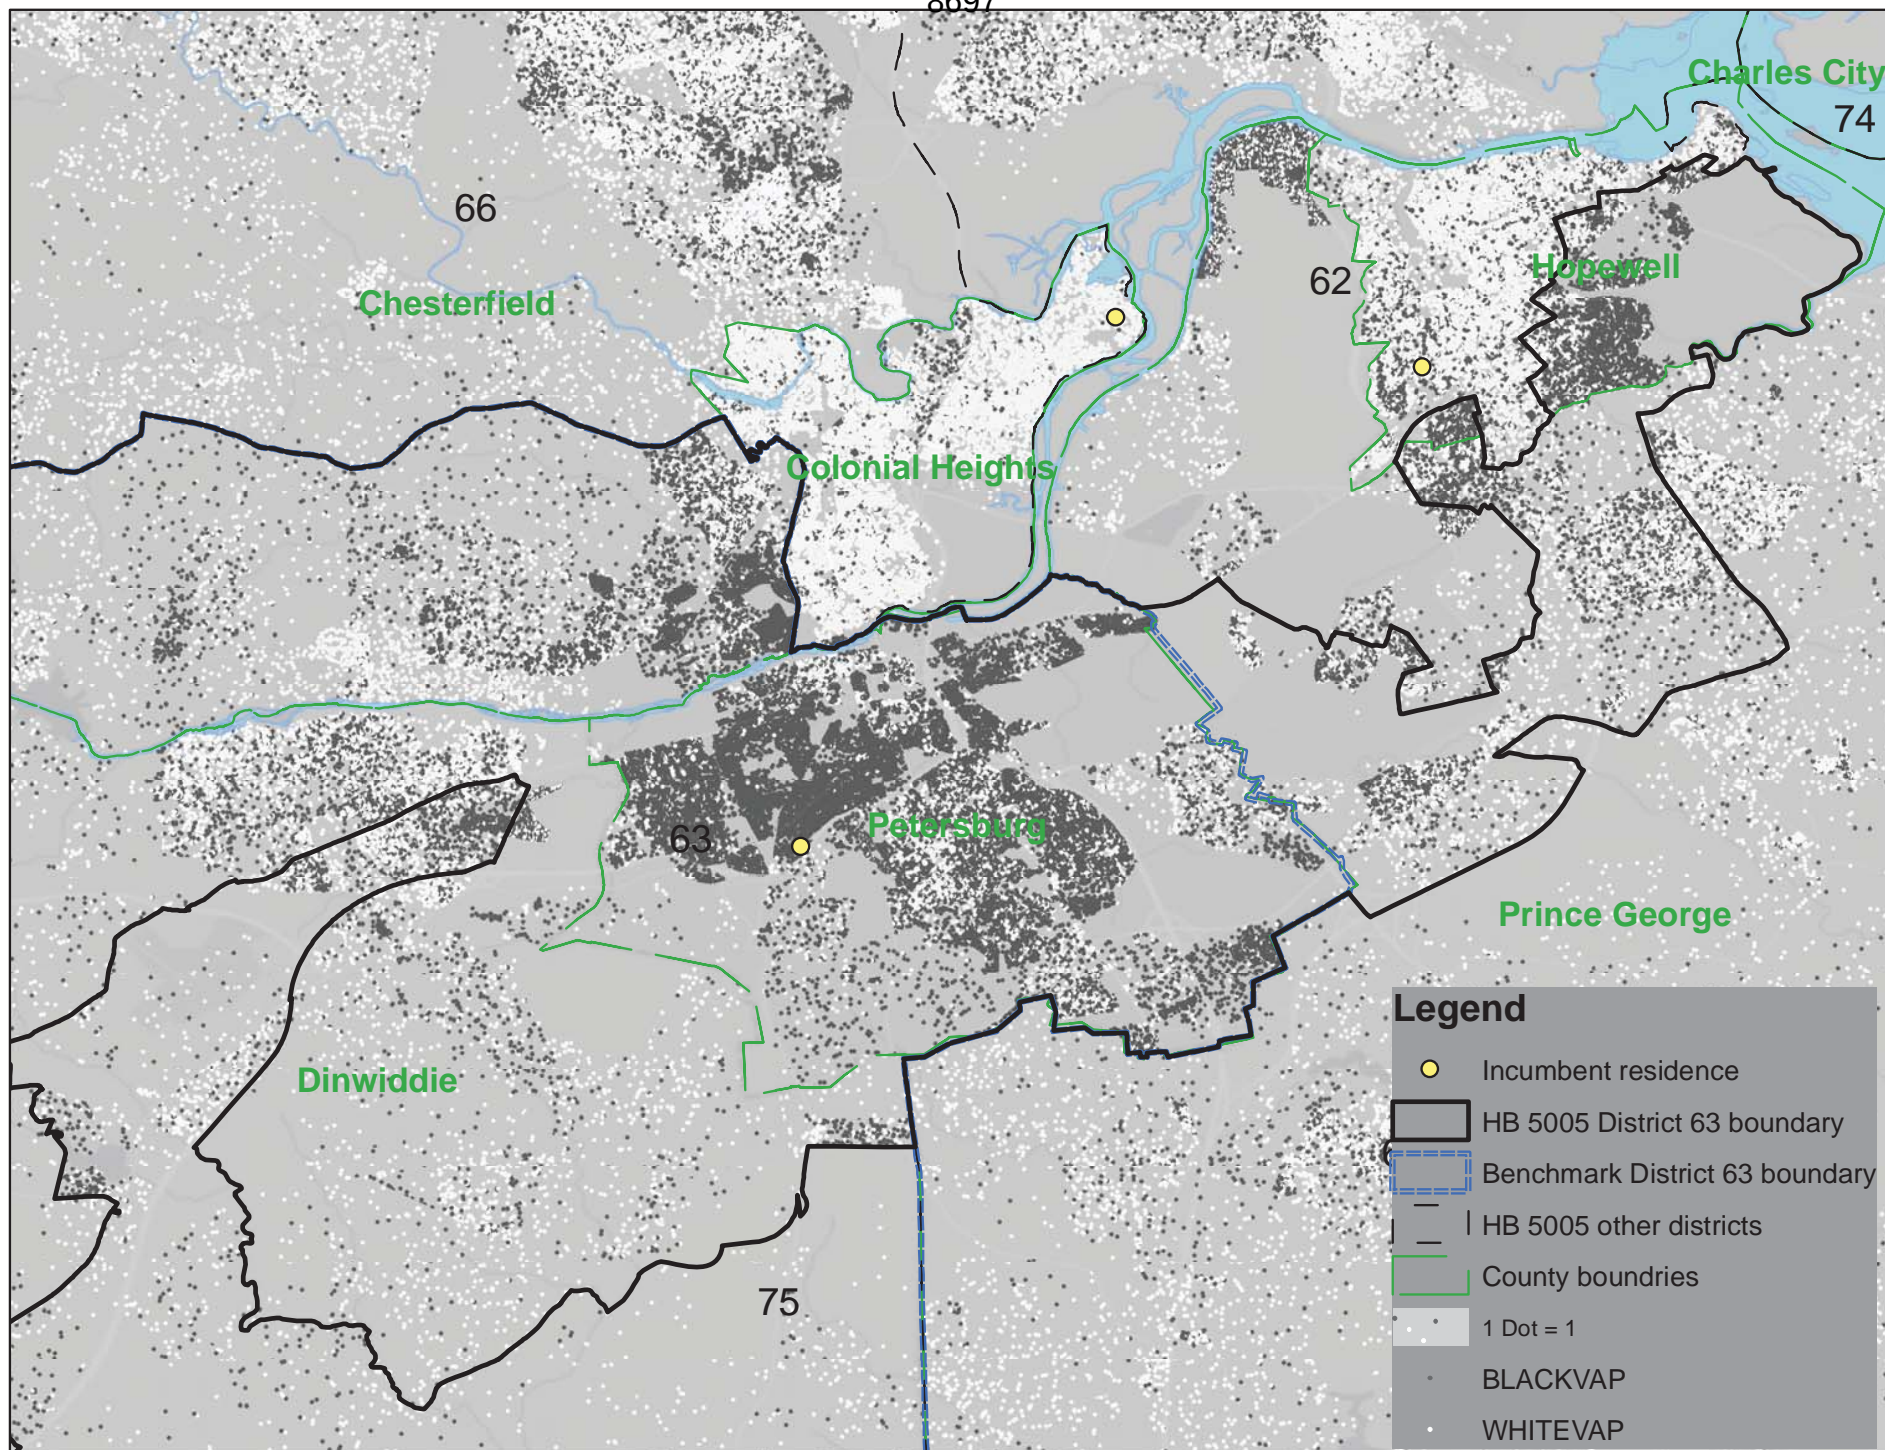 8697
Charles City
74
66
62
Hopewell
Chesterfield
Colonial Heights
63
Petersburg
Prince George
Dinwiddie
75
Legend
Incumbent residence
HB 5005 District 63 boundary
Benchmark District 63 boundary
HB 5005 other districts
County boundries
1 Dot = 1
BLACKVAP
WHITEVAP